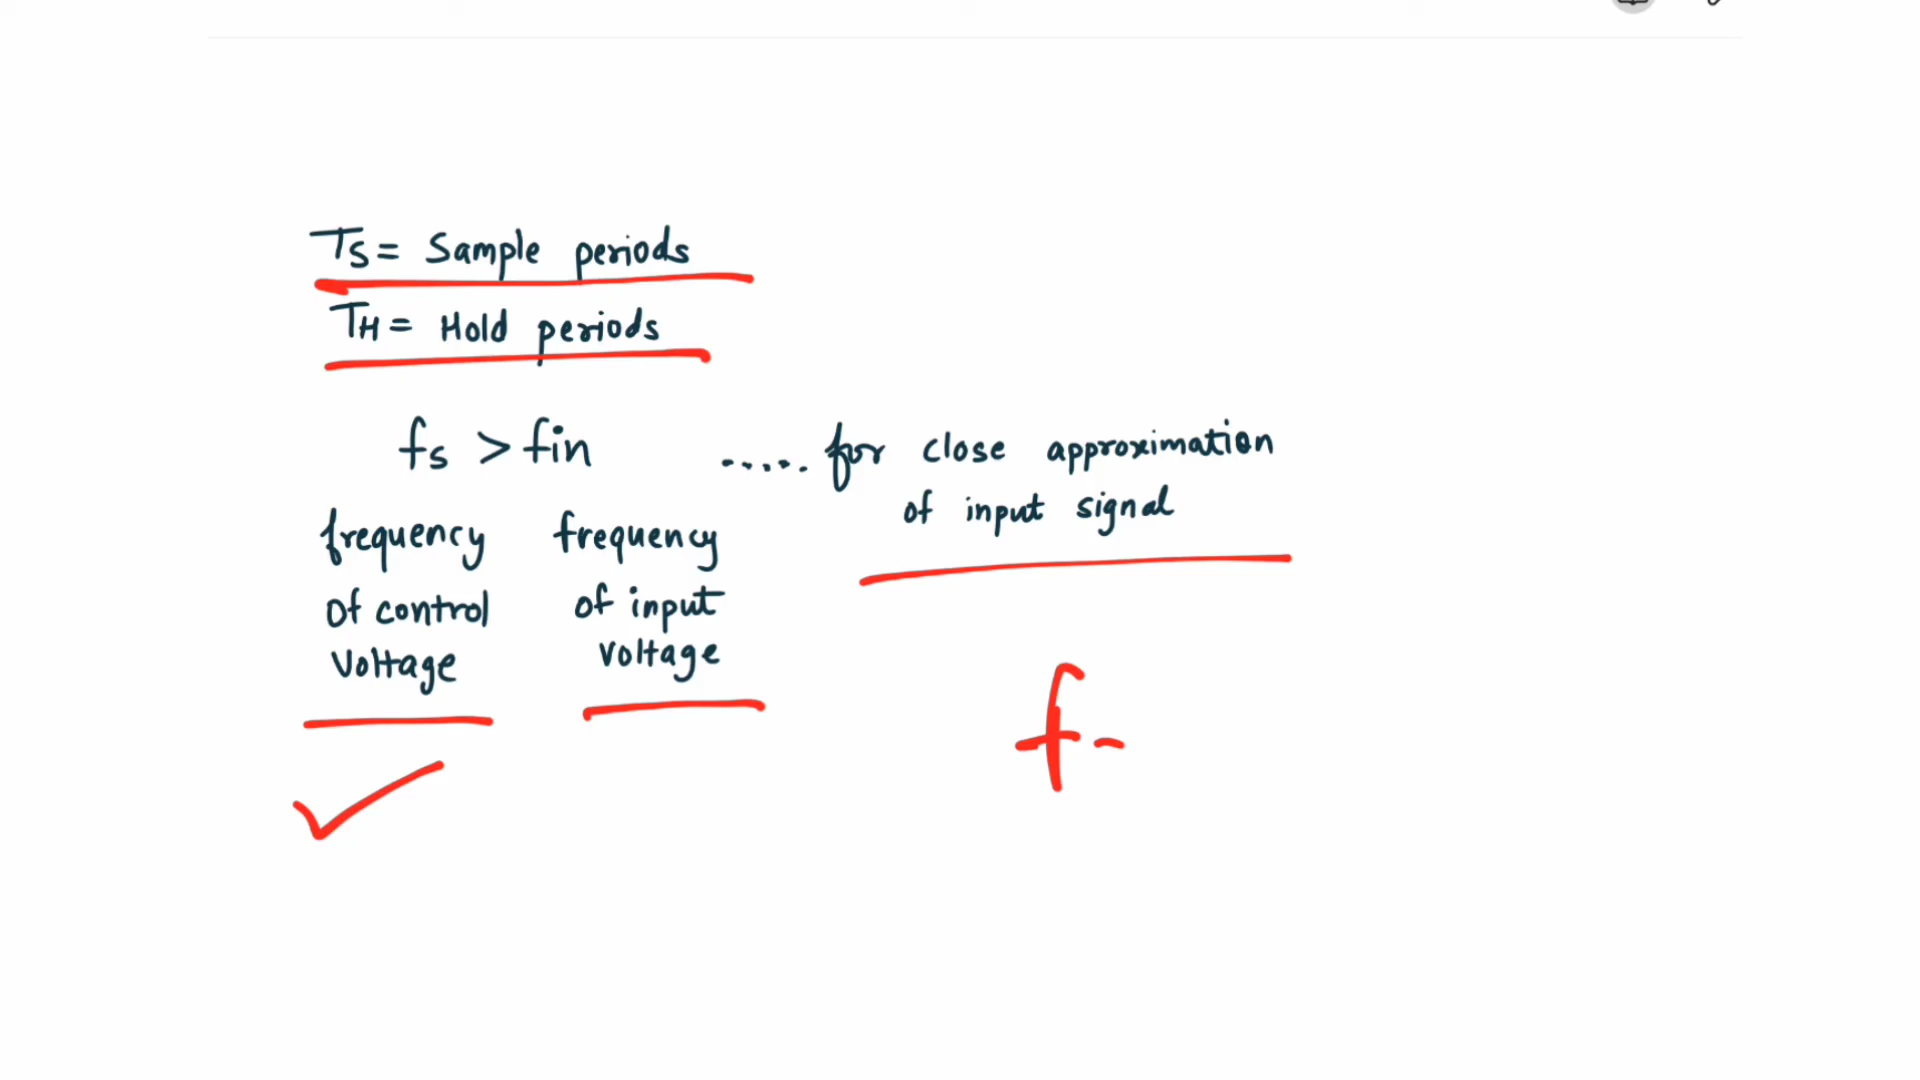 Ts = Sample periods
TH = Hold periods
fs > fin ..... for close approximation
of input signal
frequency
of control
voltage
frequency
of input
voltage
f-